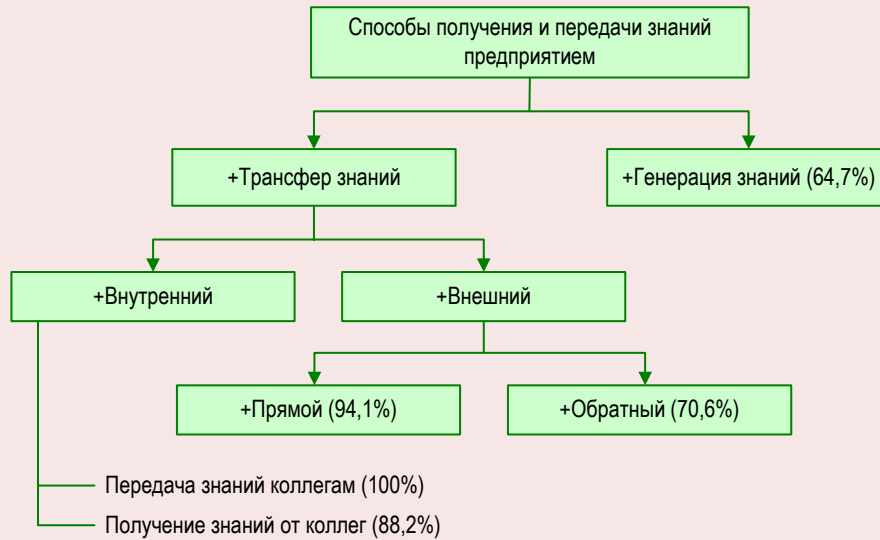 Способы получения и передачи знаний
предприятием
+Трансфер знаний
+Генерация знаний (64,7%)
+Внутренний
+Внешний
+Прямой (94,1%)
+Обратный (70,6%)
Передача знаний коллегам (100%)
Получение знаний от коллег (88,2%)